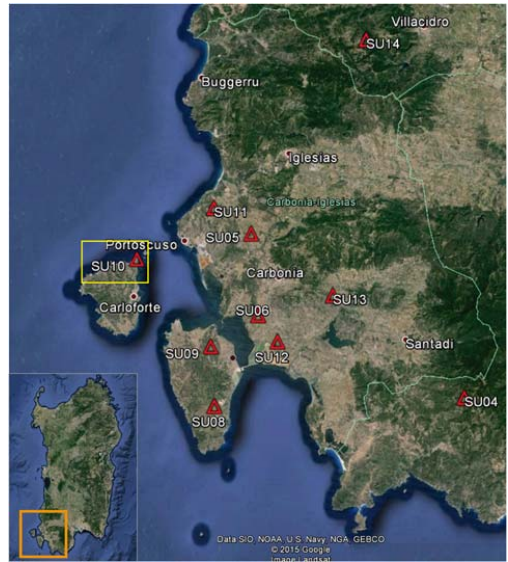 Villacidro
SU14
Buggerru
Iglesias
Carbonia-Iglesias
SU11
Portoscuso
SU05
SU10
Carbonia
SU13
Carloforte
SU06
SU09
SU12
Santadi
SU04
SU08
Data SIO, NOAA, U.S. Navy, NGA, GEBCO
© 2015 Google
Image Landsat